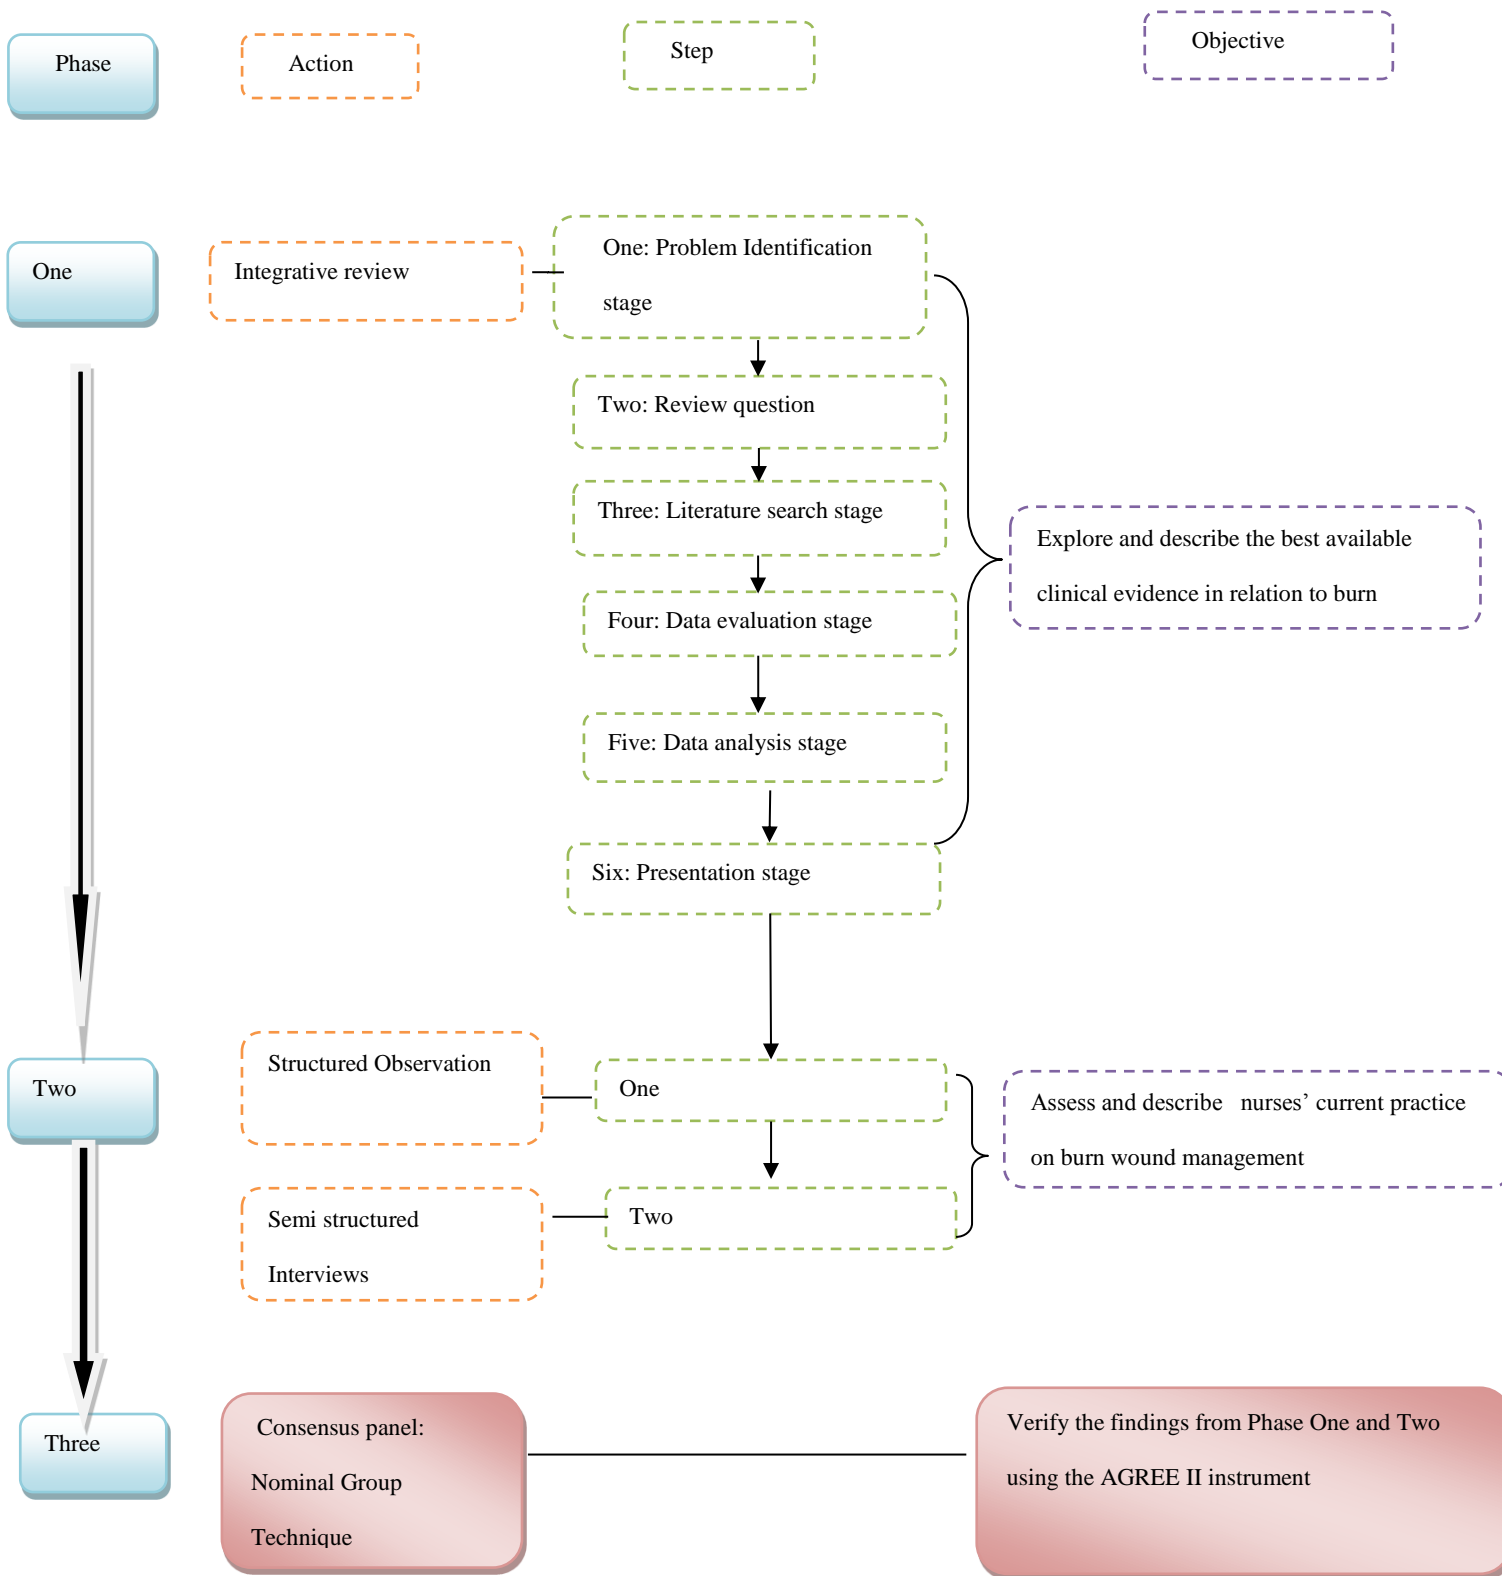 Phase
Action
Step
Objective
One
Integrative review
One: Problem Identification
stage
Two: Review question
Three: Literature search stage
Four: Data evaluation stage
Five: Data analysis stage
Six: Presentation stage
Explore and describe the best available
clinical evidence in relation to burn
Two
Structured Observation
One
Semi structured
Interviews
Two
Assess and describe nurses’ current practice
on burn wound management
Three
Consensus panel:
Nominal Group
Technique
Verify the findings from Phase One and Two
using the AGREE II instrument